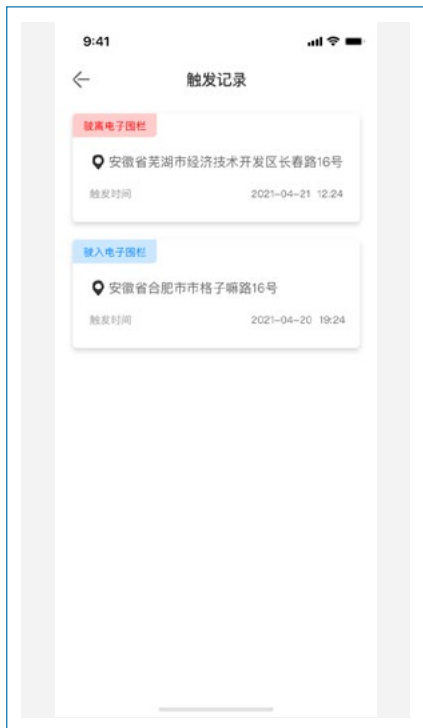 9:41
触发记录
驶离电子围栏
安徽省芜湖市经济技术开发区长春路16号
触发时间 2021-04-21 12:24
驶入电子围栏
安徽省合肥市市格子嘛路16号
触发时间 2021-04-20 19:24